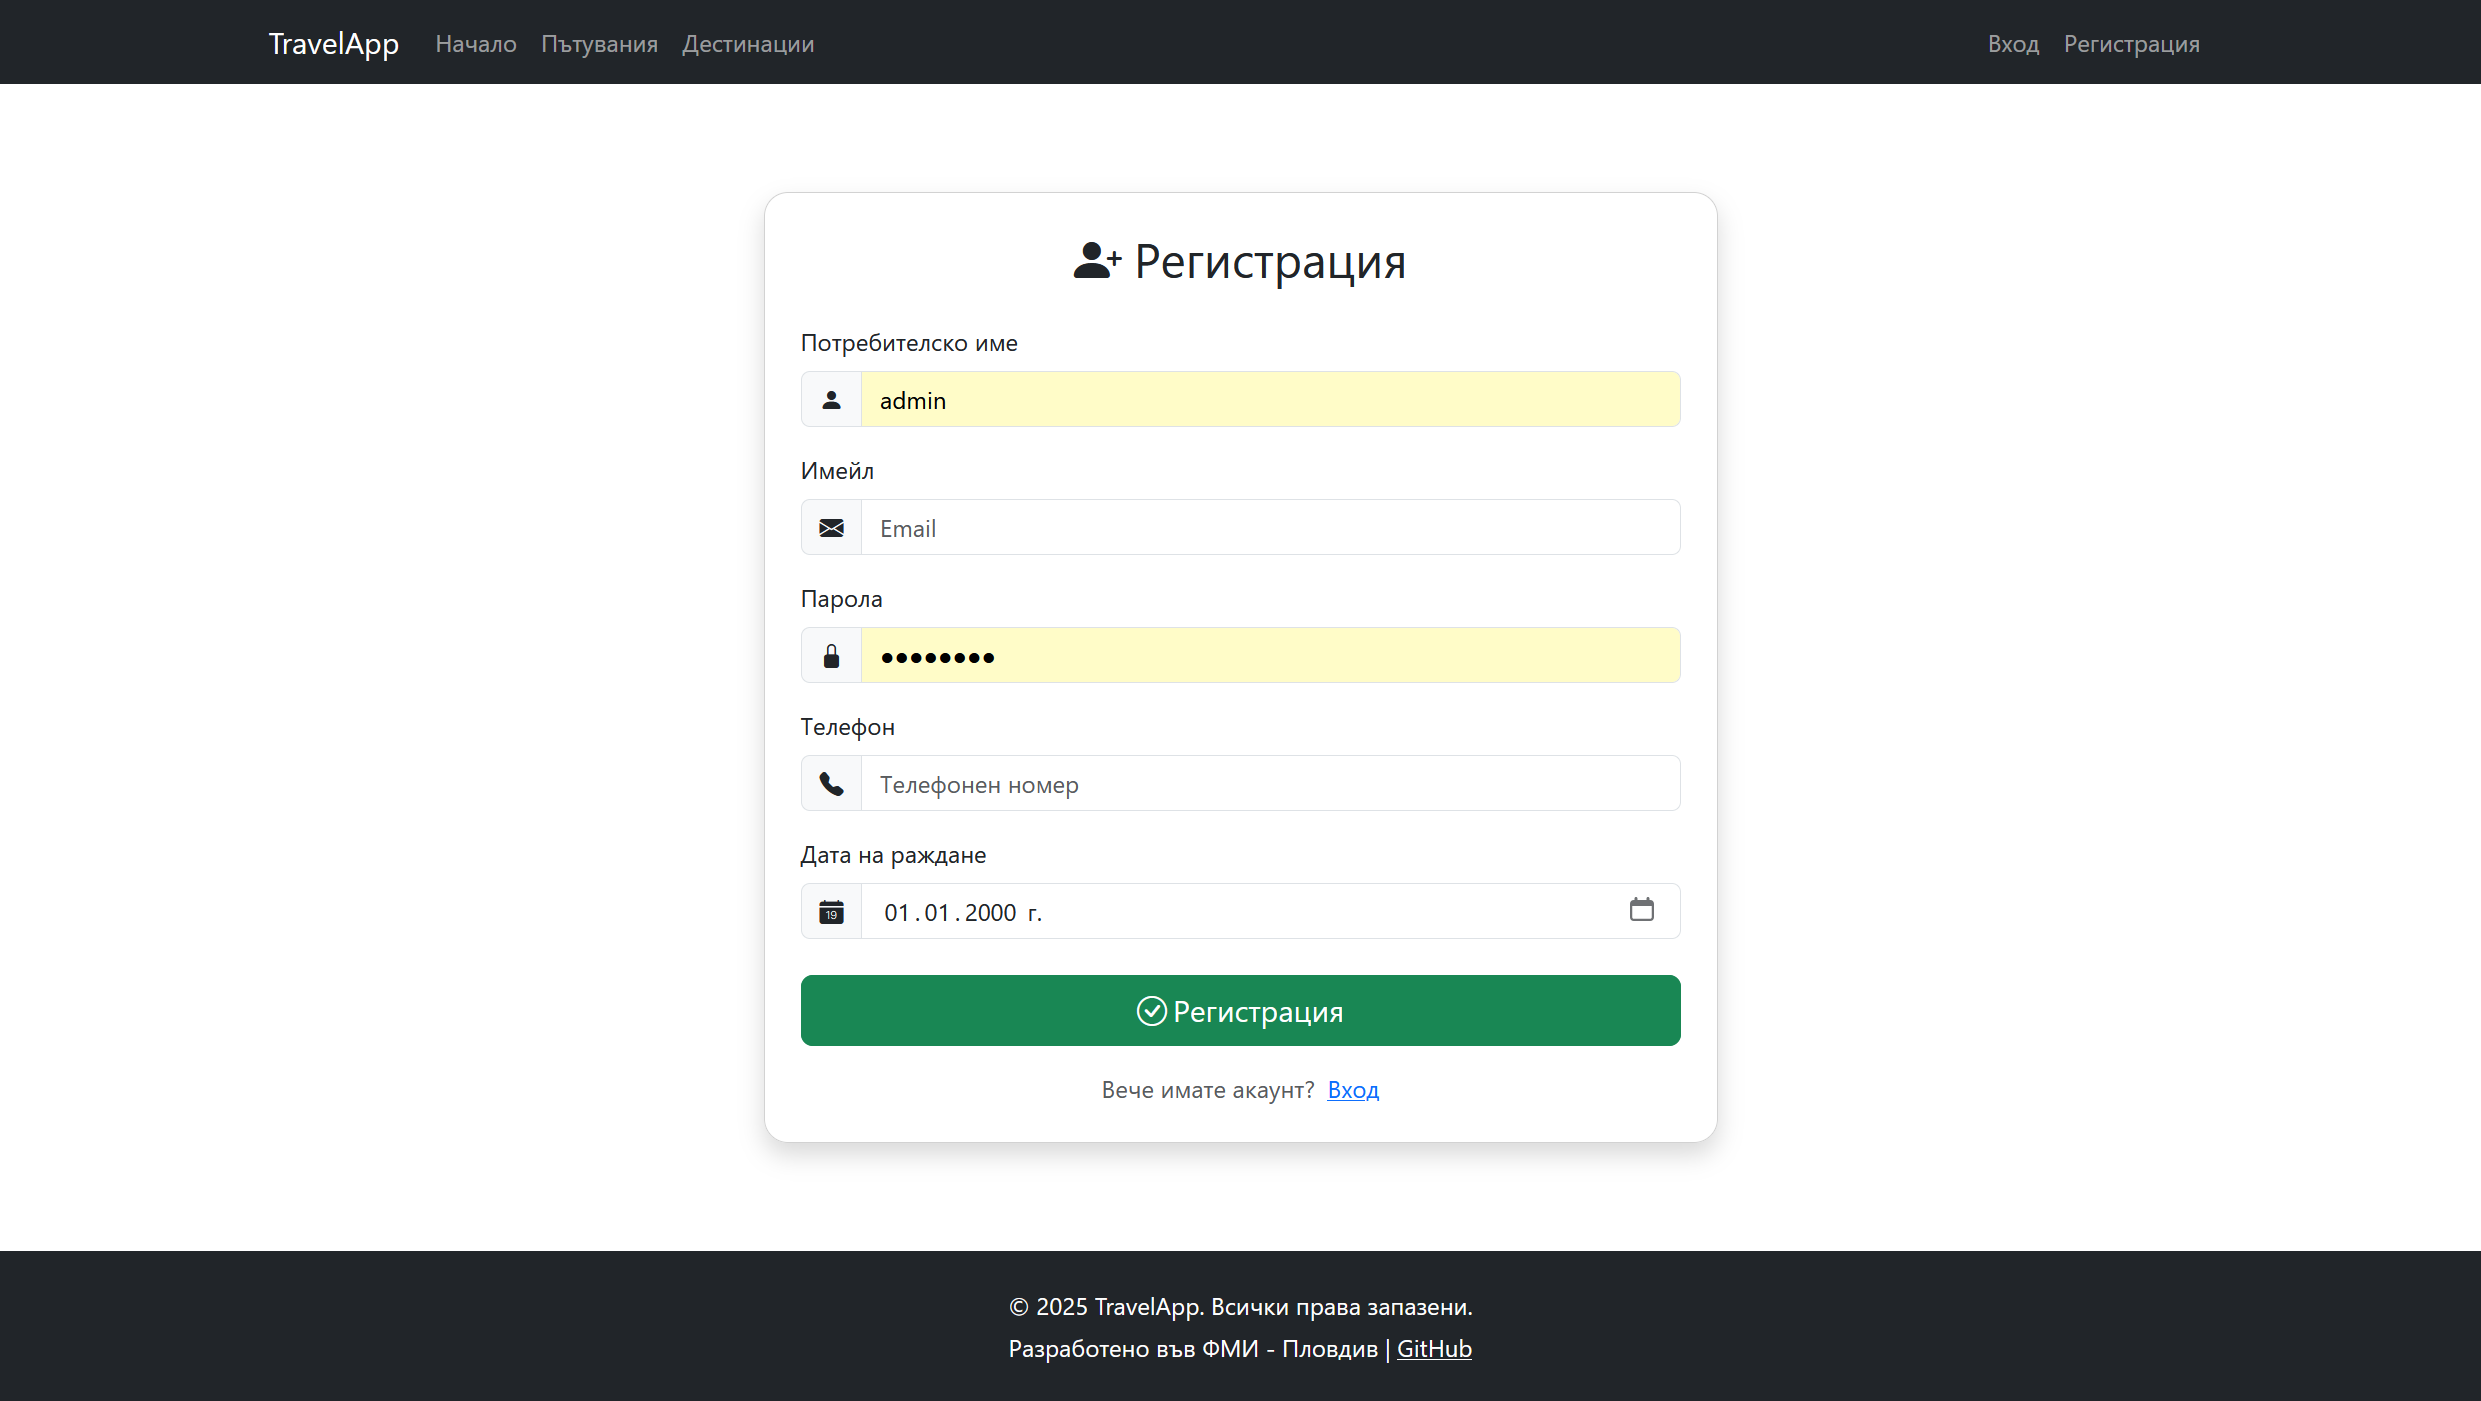 TravelApp Начало Пътувания Дестинации Вход Регистрация
Регистрация
Потребителско име
admin
Имейл
Email
Парола
••••••••
Телефон
Телефонен номер
Дата на раждане
19 01.01.2000 г.
Регистрация
Вече имате акаунт? Вход
© 2025 TravelApp. Всички права запазени.
Разработено във ФМИ - Пловдив | GitHub